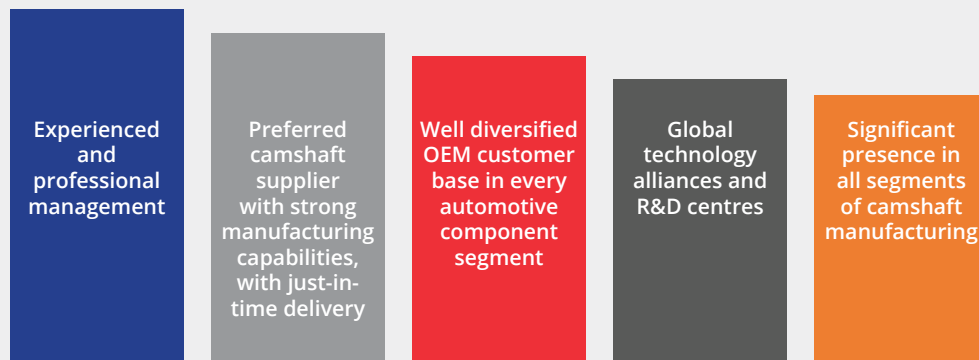 Experienced
and
professional
management
Preferred
camshaft
supplier
with strong
manufacturing
capabilities,
with just-in-
time delivery
Well diversified
OEM customer
base in every
automotive
component
segment
Global
technology
alliances and
R&D centres
Significant
presence in
all segments
of camshaft
manufacturing